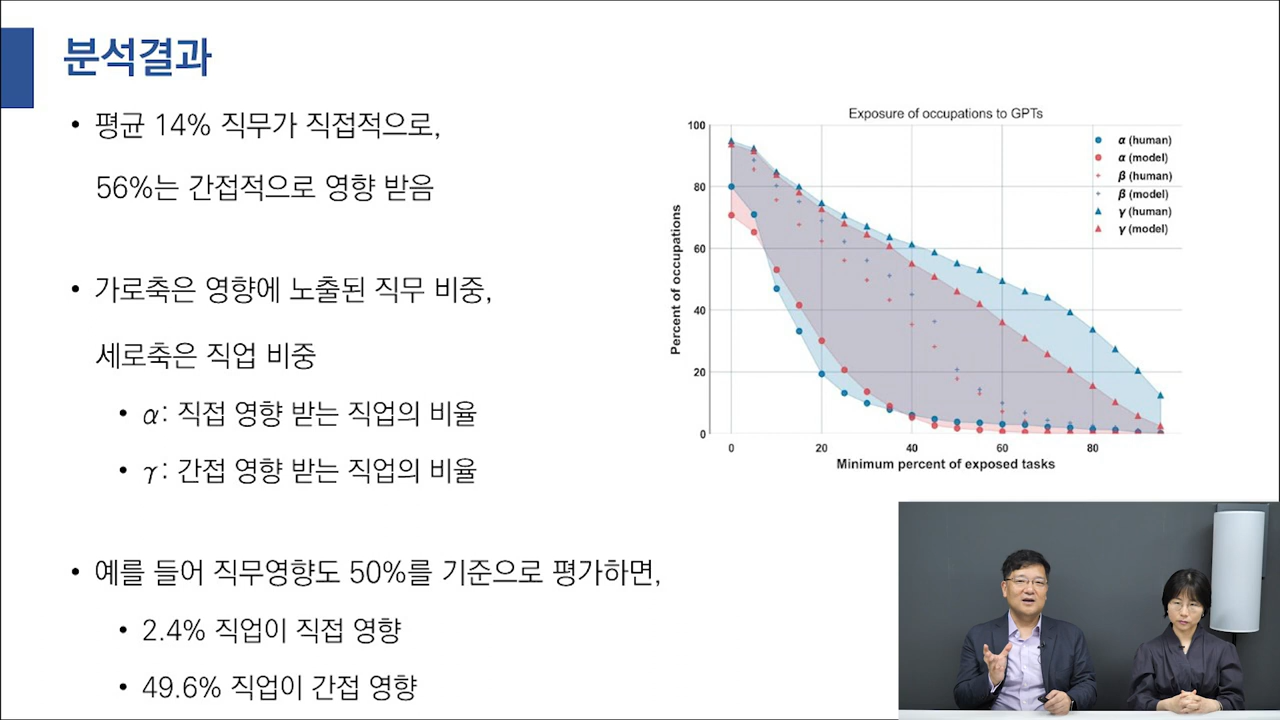 분석결과
• 평균 14% 직무가 직접적으로,
56%는 간접적으로 영향 받음
• 가로축은 영향에 노출된 직무 비중,
세로축은 직업 비중
• α: 직접 영향 받는 직업의 비율
• γ: 간접 영향 받는 직업의 비율
• 예를 들어 직무영향도 50%를 기준으로 평가하면,
• 2.4% 직업이 직접 영향
• 49.6% 직업이 간접 영향
Exposure of occupations to GPTs
α (human)
α (model)
β (human)
β (model)
γ (human)
γ (model)
Percent of occupations
100
80
60
40
20
0
0 20 40 60 80
Minimum percent of exposed tasks